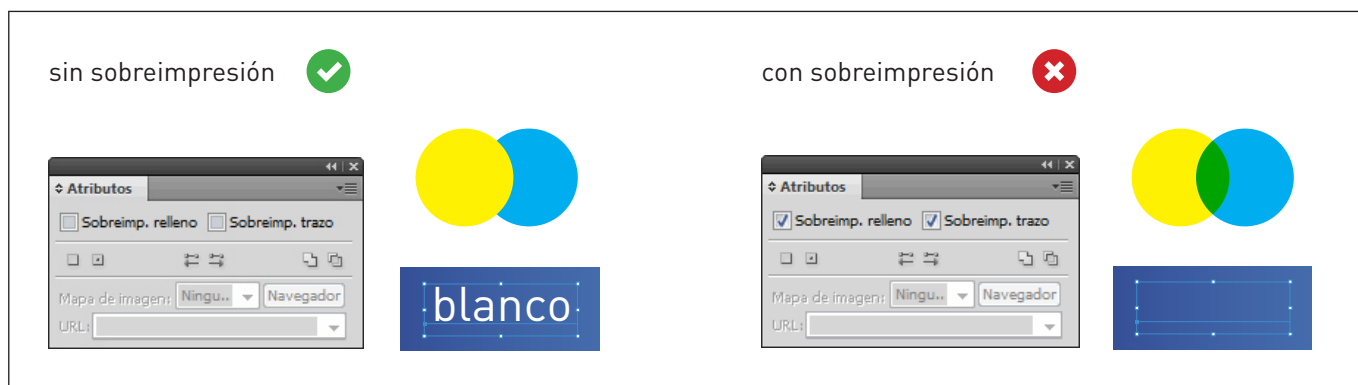 sin sobreimpresión
Atributos
Sobreimp. relleno Sobreimp. trazo
Mapa de imagen: Ningu.. Navegador
URL:
blanco
con sobreimpresión
Atributos
Sobreimp. relleno Sobreimp. trazo
Mapa de imagen: Ningu.. Navegador
URL: